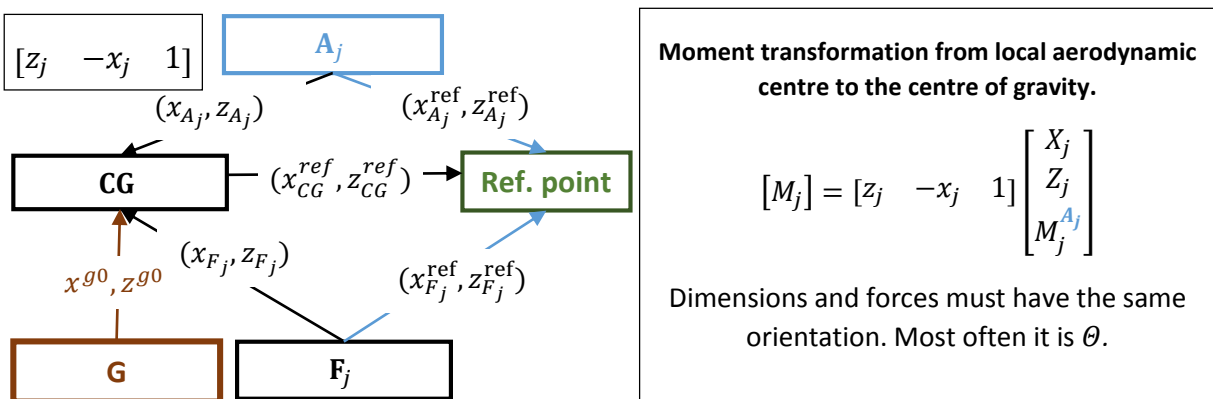 [z_j −x_j 1]
A_j
(x_{A_j}, z_{A_j})
(x_{A_j}^{ref}, z_{A_j}^{ref})
CG
(x_{CG}^{ref}, z_{CG}^{ref})
Ref. point
(x_{F_j}, z_{F_j})
x^{g0}, z^{g0}
(x_{F_j}^{ref}, z_{F_j}^{ref})
G
F_j
Moment transformation from local aerodynamic
centre to the centre of gravity.
[M_j] = [z_j −x_j 1] [X_j Z_j M_j^{A_j}]
Dimensions and forces must have the same
orientation. Most often it is Θ.